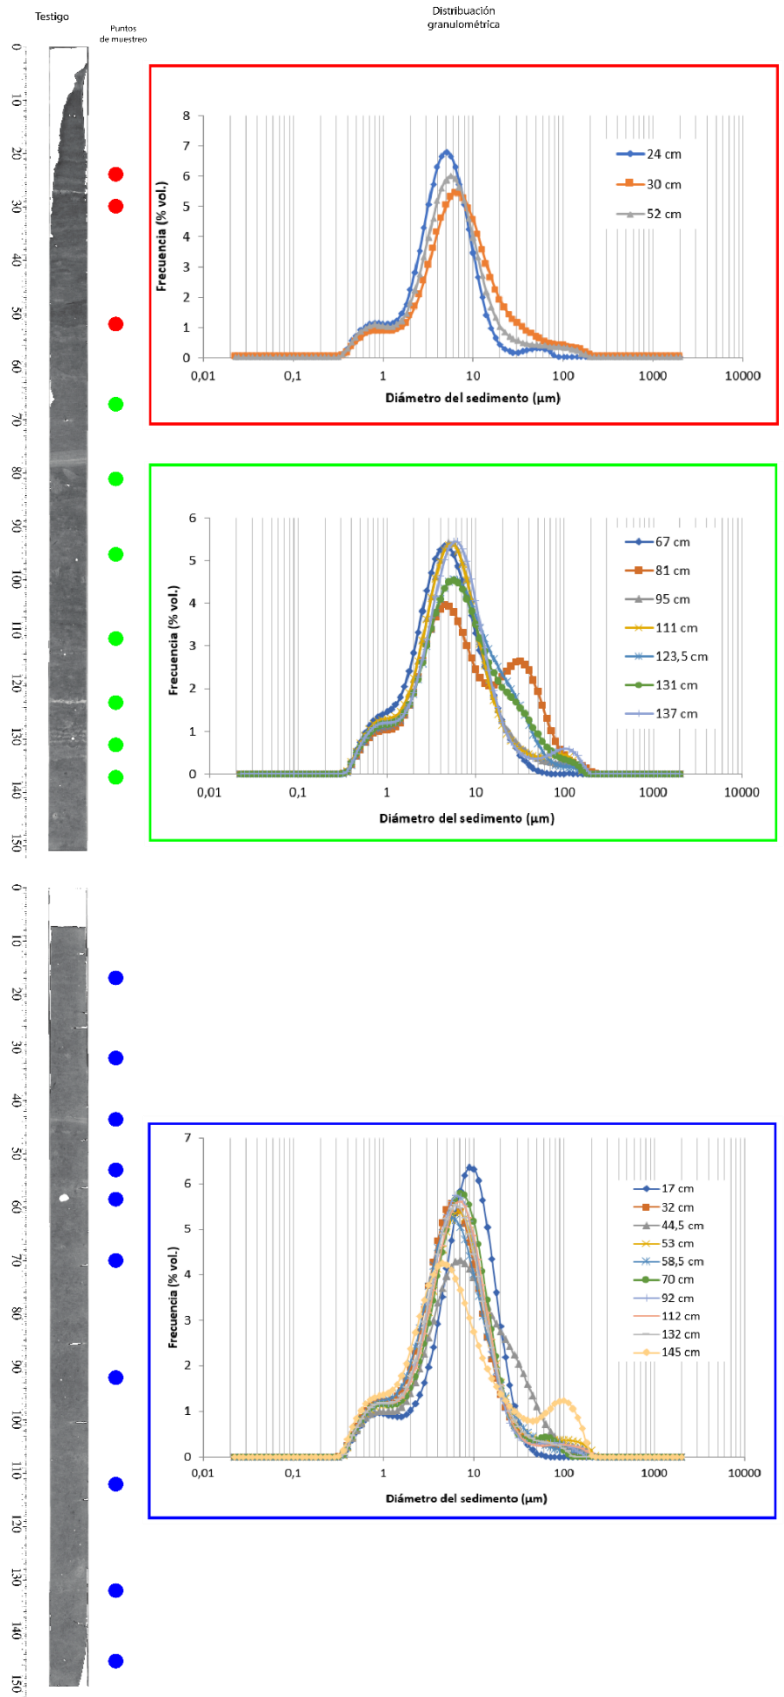 Testigo
Puntos
de muestreo
Distribuación
granulométrica
0
10
20
30
40
50
60
70
80
90
100
110
120
130
140
150
8
7
6
5
4
3
2
1
0
Frecuencia (% vol.)
24 cm
30 cm
52 cm
0,01
0,1
1
10
100
1000
10000
Diámetro del sedimento (µm)
6
5
4
3
2
1
0
Frecuencia (% vol.)
67 cm
81 cm
95 cm
111 cm
123,5 cm
131 cm
137 cm
0,01
0,1
1
10
100
1000
10000
Diámetro del sedimento (µm)
0
10
20
30
40
50
60
70
80
90
100
110
120
130
140
150
7
6
5
4
3
2
1
0
Frecuencia (% vol.)
17 cm
32 cm
44,5 cm
53 cm
58,5 cm
70 cm
92 cm
112 cm
132 cm
145 cm
0,01
0,1
1
10
100
1000
10000
Diámetro del sedimento (µm)